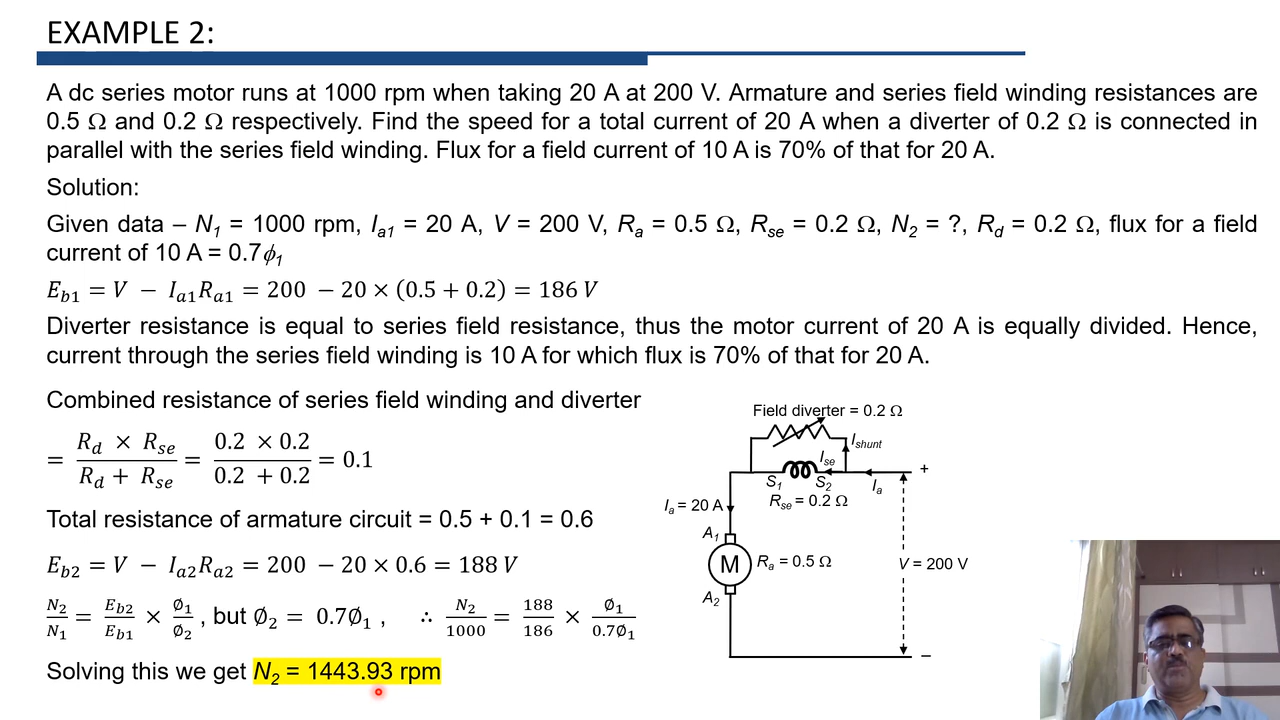 EXAMPLE 2:
A dc series motor runs at 1000 rpm when taking 20 A at 200 V. Armature and series field winding resistances are
0.5 Ω and 0.2 Ω respectively. Find the speed for a total current of 20 A when a diverter of 0.2 Ω is connected in
parallel with the series field winding. Flux for a field current of 10 A is 70% of that for 20 A.
Solution:
Given data – N₁ = 1000 rpm, Iₐ₁ = 20 A, V = 200 V, Rₐ = 0.5 Ω, Rse = 0.2 Ω, N₂ = ?, Rd = 0.2 Ω, flux for a field
current of 10 A = 0.7ϕ₁
Eb1 = V − Ia1Ra1 = 200 − 20 × (0.5 + 0.2) = 186 V
Diverter resistance is equal to series field resistance, thus the motor current of 20 A is equally divided. Hence,
current through the series field winding is 10 A for which flux is 70% of that for 20 A.
Combined resistance of series field winding and diverter
= (Rd × Rse)/(Rd + Rse) = (0.2 × 0.2)/(0.2 + 0.2) = 0.1
Total resistance of armature circuit = 0.5 + 0.1 = 0.6
Eb2 = V − Ia2Ra2 = 200 − 20 × 0.6 = 188 V
N₂/N₁ = Eb2/Eb1 × Ø₁/Ø₂ , but Ø₂ = 0.7Ø₁ , ∴ N₂/1000 = 188/186 × Ø₁/0.7Ø₁
Solving this we get N₂ = 1443.93 rpm
Field diverter = 0.2 Ω
Ishunt
Ise
S₁ S₂ Ia
+
Rse = 0.2 Ω
Ia = 20 A
A₁
M
Ra = 0.5 Ω
V = 200 V
A₂
–